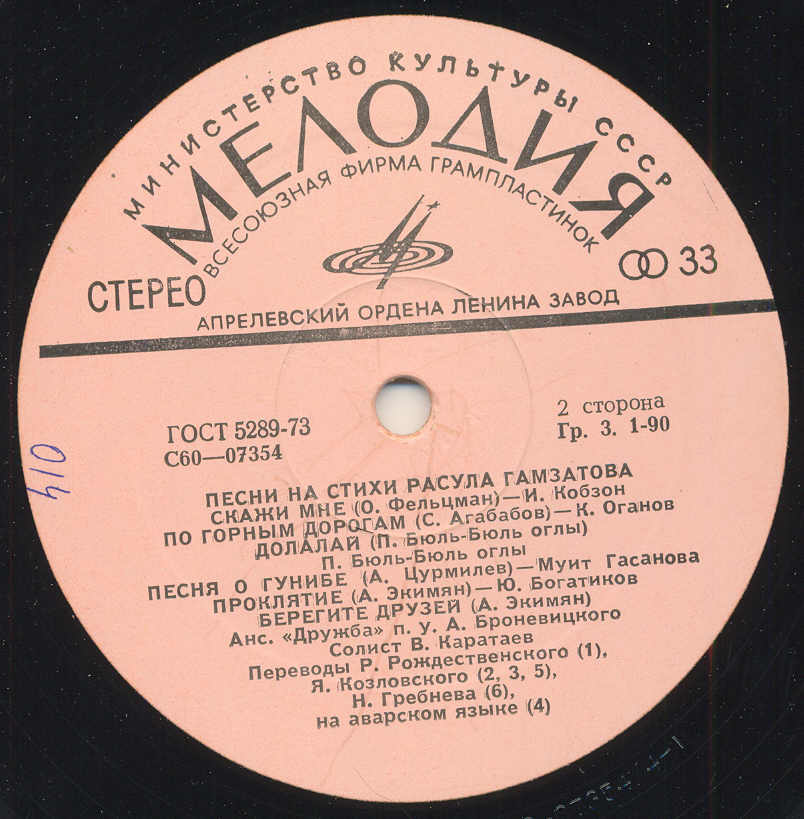 МИНИСТЕРСТВО КУЛЬТУРЫ СССР
МЕЛОДИЯ
ВСЕСОЮЗНАЯ ФИРМА ГРАМПЛАСТИНОК
СТЕРЕО
33
АПРЕЛЕВСКИЙ ОРДЕНА ЛЕНИНА ЗАВОД
ГОСТ 5289-73
С60—07354
2 сторона
Гр. 3. 1-90
410
ПЕСНИ НА СТИХИ РАСУЛА ГАМЗАТОВА
СКАЖИ МНЕ (О. Фельцман)—И. Кобзон
ПО ГОРНЫМ ДОРОГАМ (С. Агабабов)—К. Оганов
ДОЛАЛАЙ (П. Бюль-Бюль оглы)
П. Бюль-Бюль оглы
ПЕСНЯ О ГУНИБЕ (А. Цурмилев)—Муит Гасанова
ПРОКЛЯТИЕ (А. Экимян)—Ю. Богатиков
БЕРЕГИТЕ ДРУЗЕЙ (А. Экимян)
Анс. «Дружба» п. у. А. Броневицкого
Солист В. Каратаев
Переводы Р. Рождественского (1),
Я. Козловского (2, 3, 5),
Н. Гребнева (6),
на аварском языке (4)